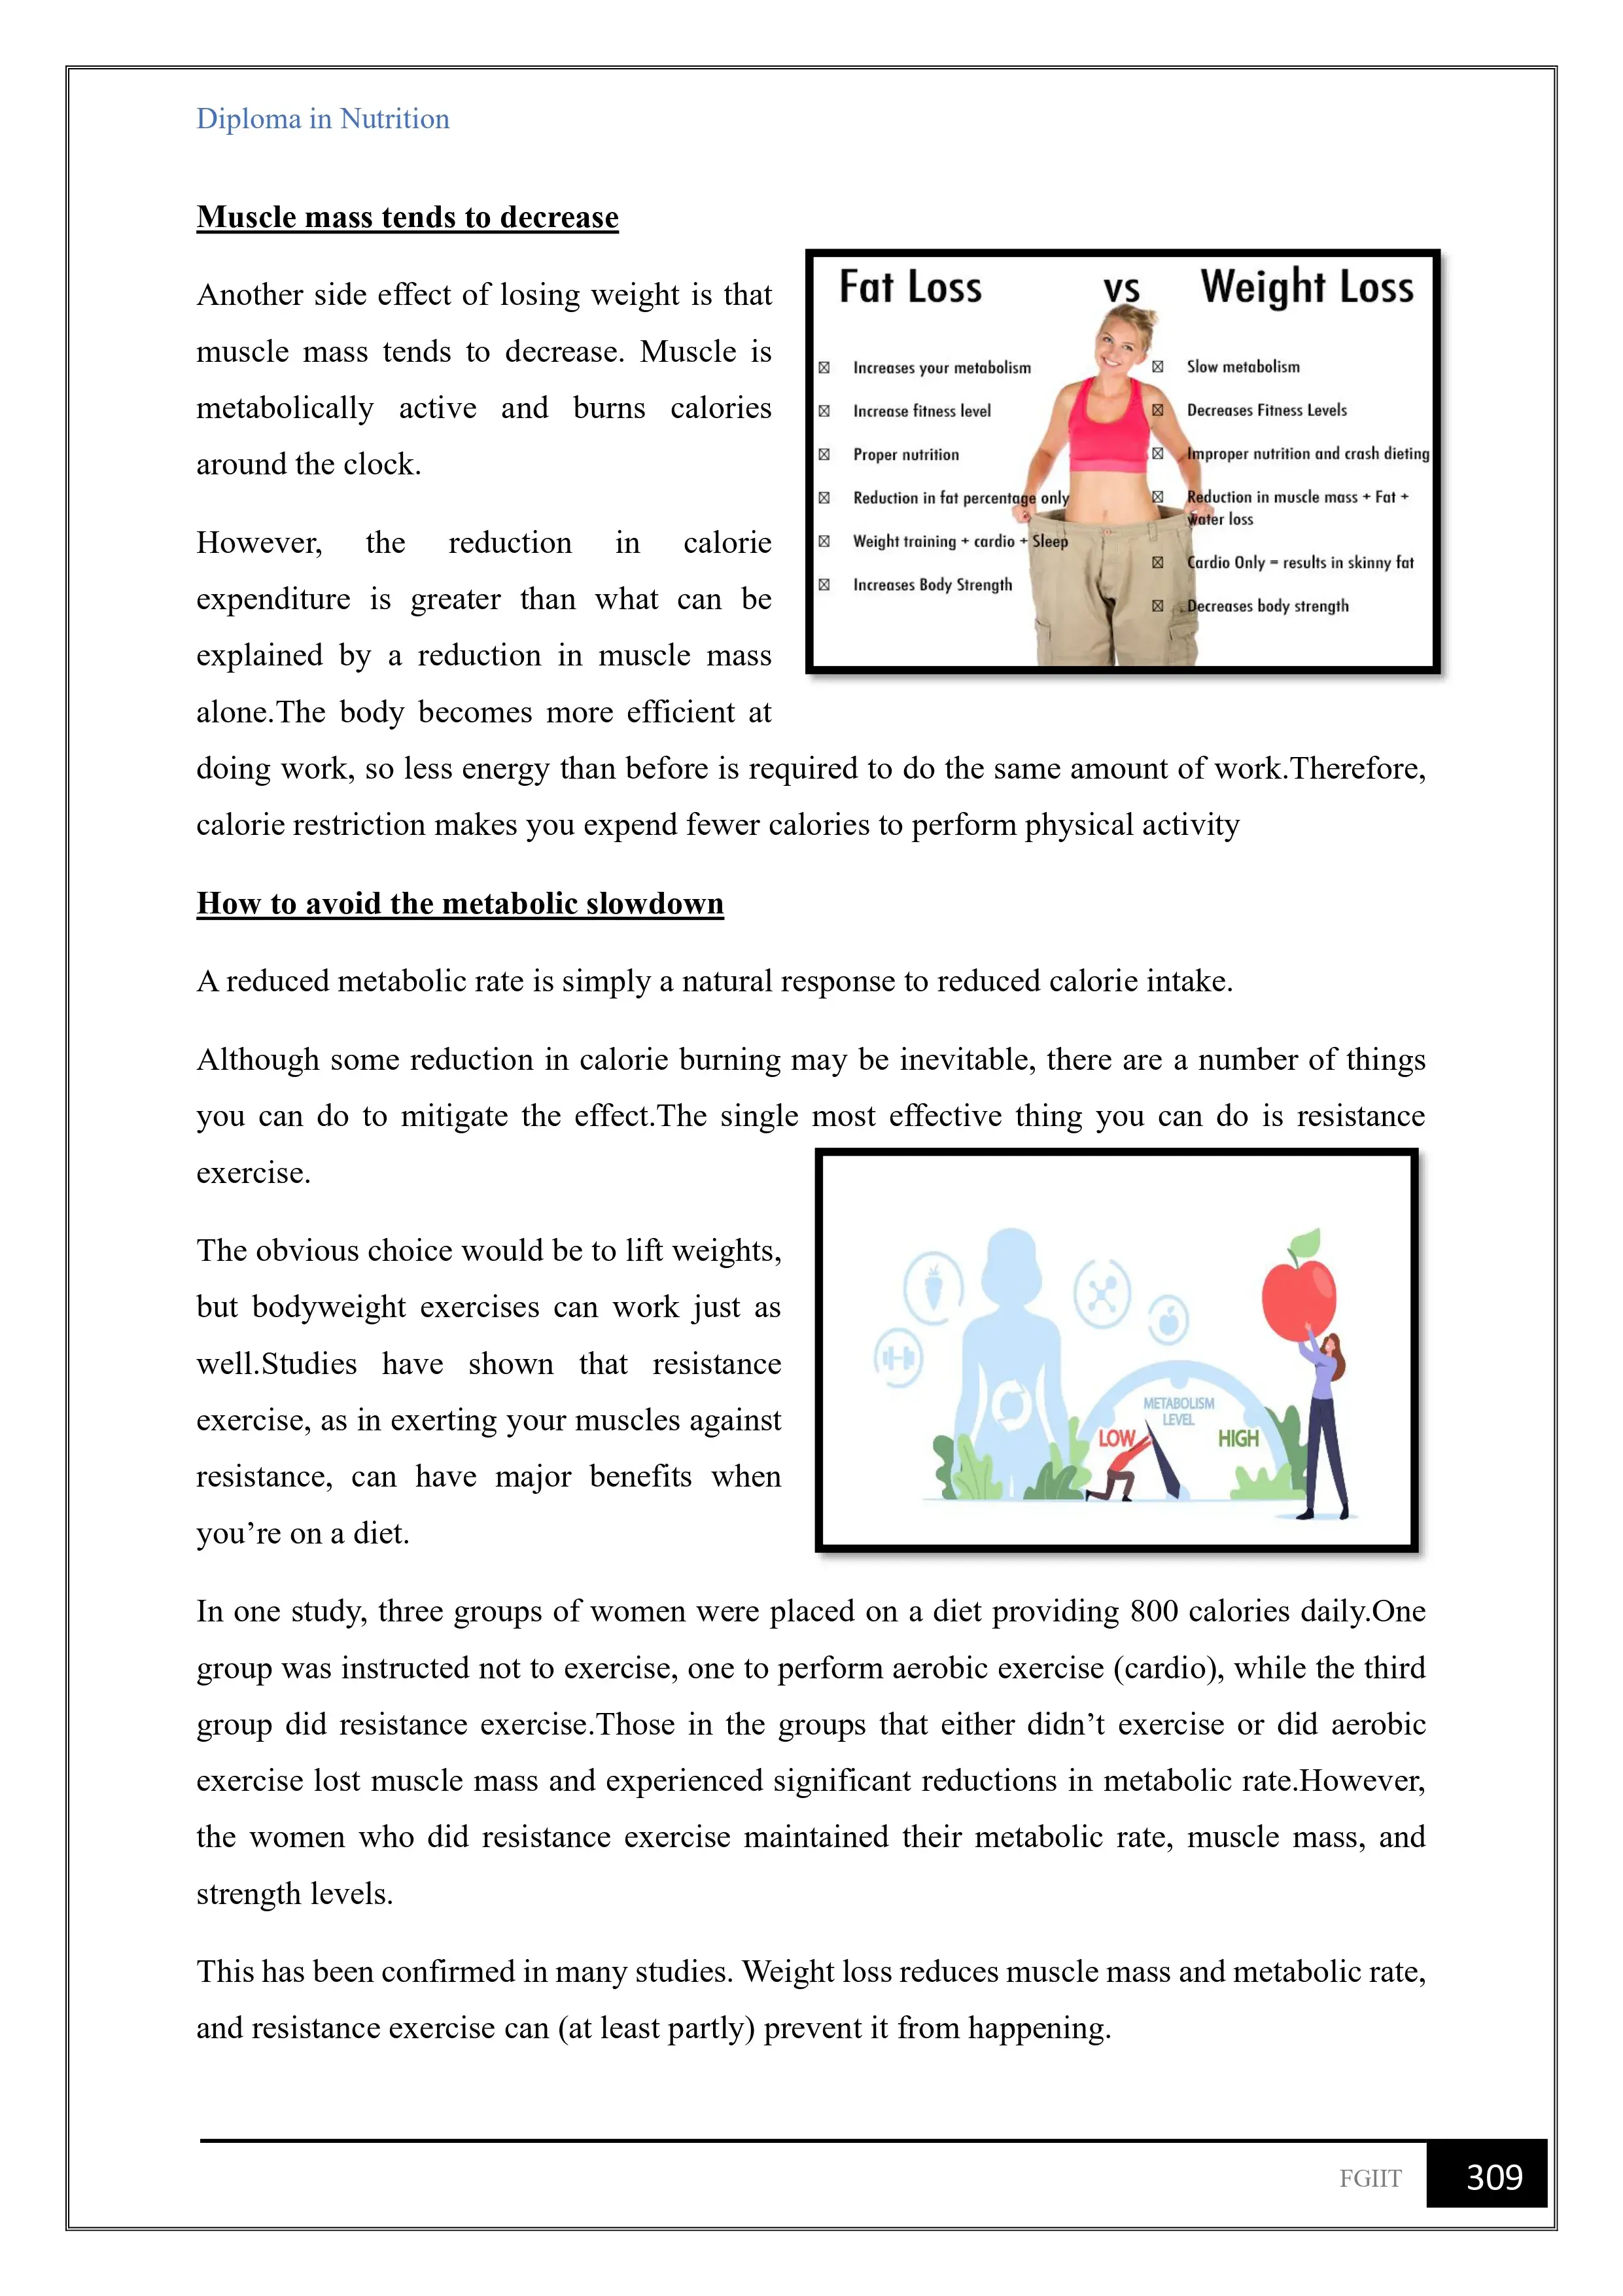 Diploma in Nutrition
Muscle mass tends to decrease
Another side effect of losing weight is that
muscle mass tends to decrease. Muscle is
metabolically active and burns calories
around the clock.
However, the reduction in calorie
expenditure is greater than what can be
explained by a reduction in muscle mass
alone.The body becomes more efficient at
doing work, so less energy than before is required to do the same amount of work.Therefore,
calorie restriction makes you expend fewer calories to perform physical activity
Fat Loss vs Weight Loss
Increases your metabolism
Increase fitness level
Proper nutrition
Reduction in fat percentage only
Weight training + cardio + Sleep
Increases Body Strength
Slow metabolism
Decreases Fitness Levels
Improper nutrition and crash dieting
Reduction in muscle mass + Fat +
water loss
Cardio Only = results in skinny fat
Decreases body strength
How to avoid the metabolic slowdown
A reduced metabolic rate is simply a natural response to reduced calorie intake.
Although some reduction in calorie burning may be inevitable, there are a number of things
you can do to mitigate the effect.The single most effective thing you can do is resistance
exercise.
The obvious choice would be to lift weights,
but bodyweight exercises can work just as
well.Studies have shown that resistance
exercise, as in exerting your muscles against
resistance, can have major benefits when
you’re on a diet.
METABOLISM
LEVEL
LOW HIGH
In one study, three groups of women were placed on a diet providing 800 calories daily.One
group was instructed not to exercise, one to perform aerobic exercise (cardio), while the third
group did resistance exercise.Those in the groups that either didn’t exercise or did aerobic
exercise lost muscle mass and experienced significant reductions in metabolic rate.However,
the women who did resistance exercise maintained their metabolic rate, muscle mass, and
strength levels.
This has been confirmed in many studies. Weight loss reduces muscle mass and metabolic rate,
and resistance exercise can (at least partly) prevent it from happening.
FGIIT 309